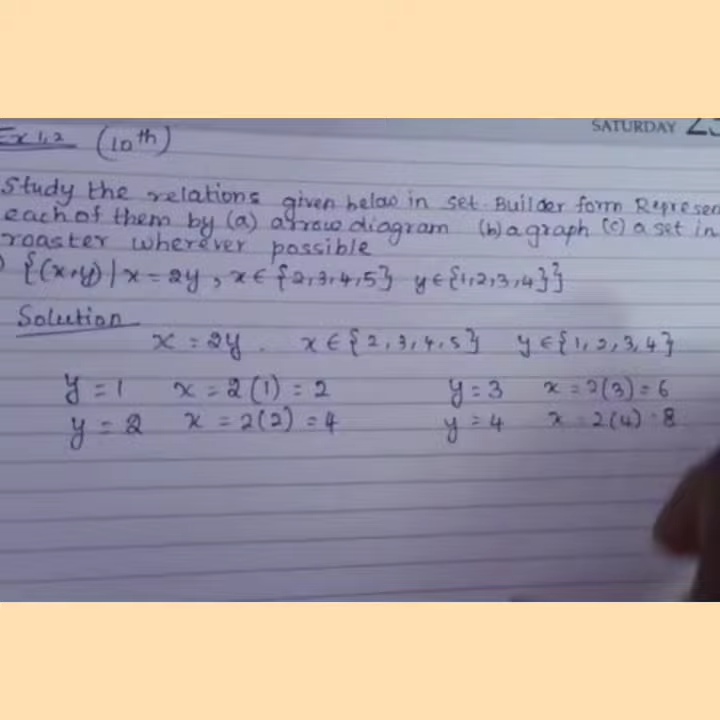 SATURDAY
Ex 1.2 (10th)
Study the relations given below in set Builder form Represen
each of them by (a) arrow diagram (b) a graph (c) a set in
roaster wherever possible
) {(x,y) | x = 2y, x ∈ {2,3,4,5} y ∈ {1,2,3,4}}
Solution
x = 2y. x ∈ {2,3,4,5} y ∈ {1,2,3,4}
y = 1 x = 2(1) = 2 y = 3 x = 2(3) = 6
y = 2 x = 2(2) = 4 y = 4 x = 2(4) = 8